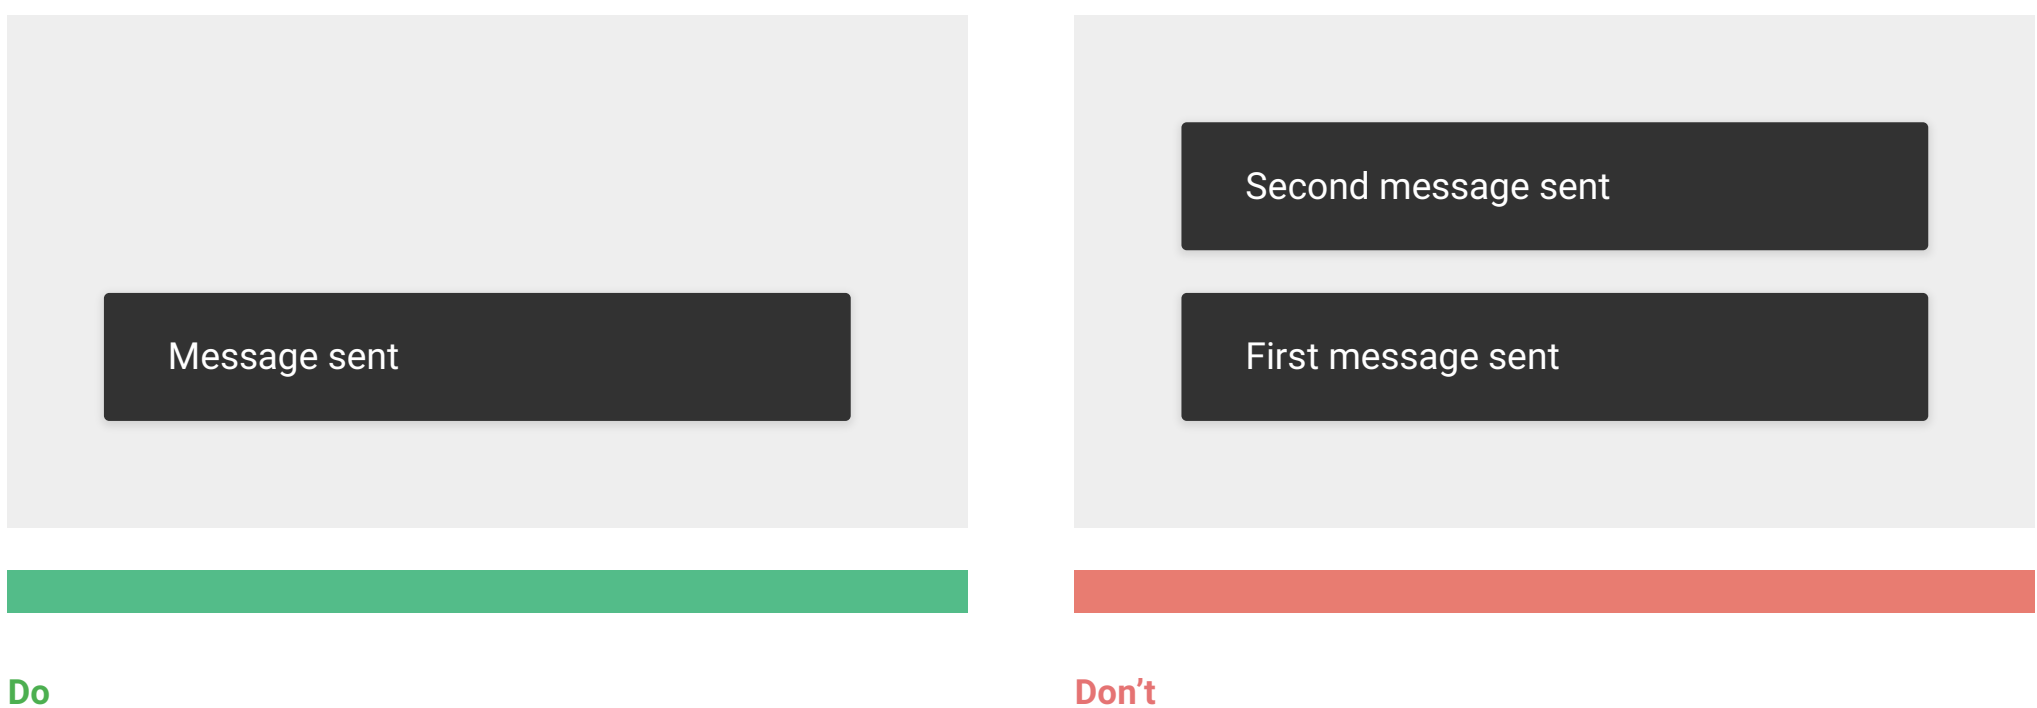 Message sent
Do
Second message sent
First message sent
Don’t